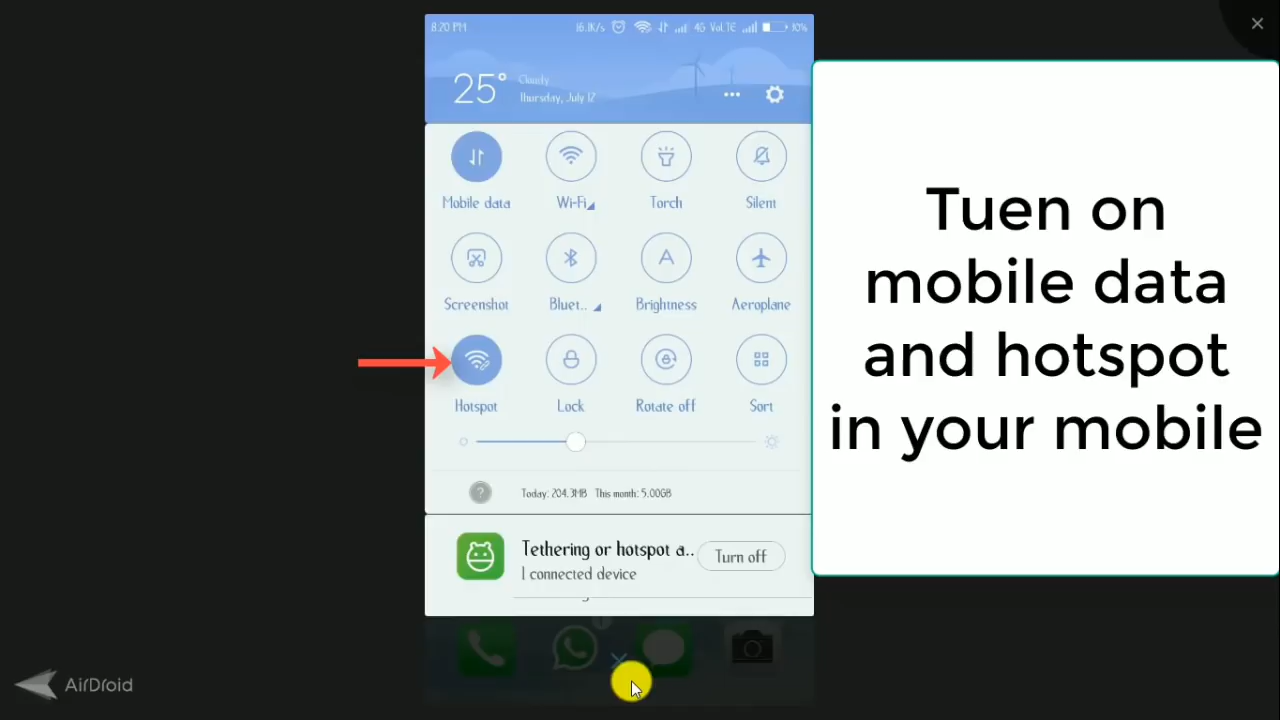 8:20 PM 16.1K/s 4G VoLTE 10%
25° Cloudy
Thursday, July 12
Mobile data Wi-Fi Torch Silent
Screenshot Bluet.. Brightness Aeroplane
Hotspot Lock Rotate off Sort
Today: 204.3MB This month: 5.00GB
Tethering or hotspot a..
1 connected device
Turn off
Tuen on
mobile data
and hotspot
in your mobile
AirDroid